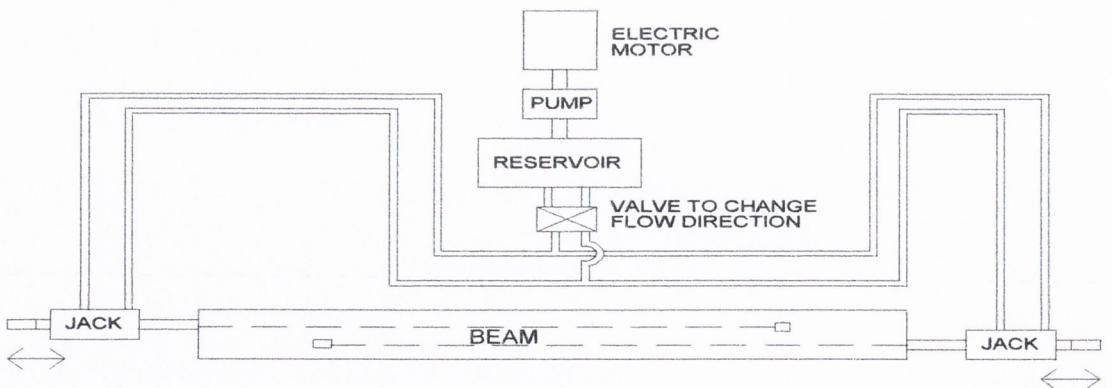 ELECTRIC
MOTOR
PUMP
RESERVOIR
VALVE TO CHANGE
FLOW DIRECTION
JACK
BEAM
JACK